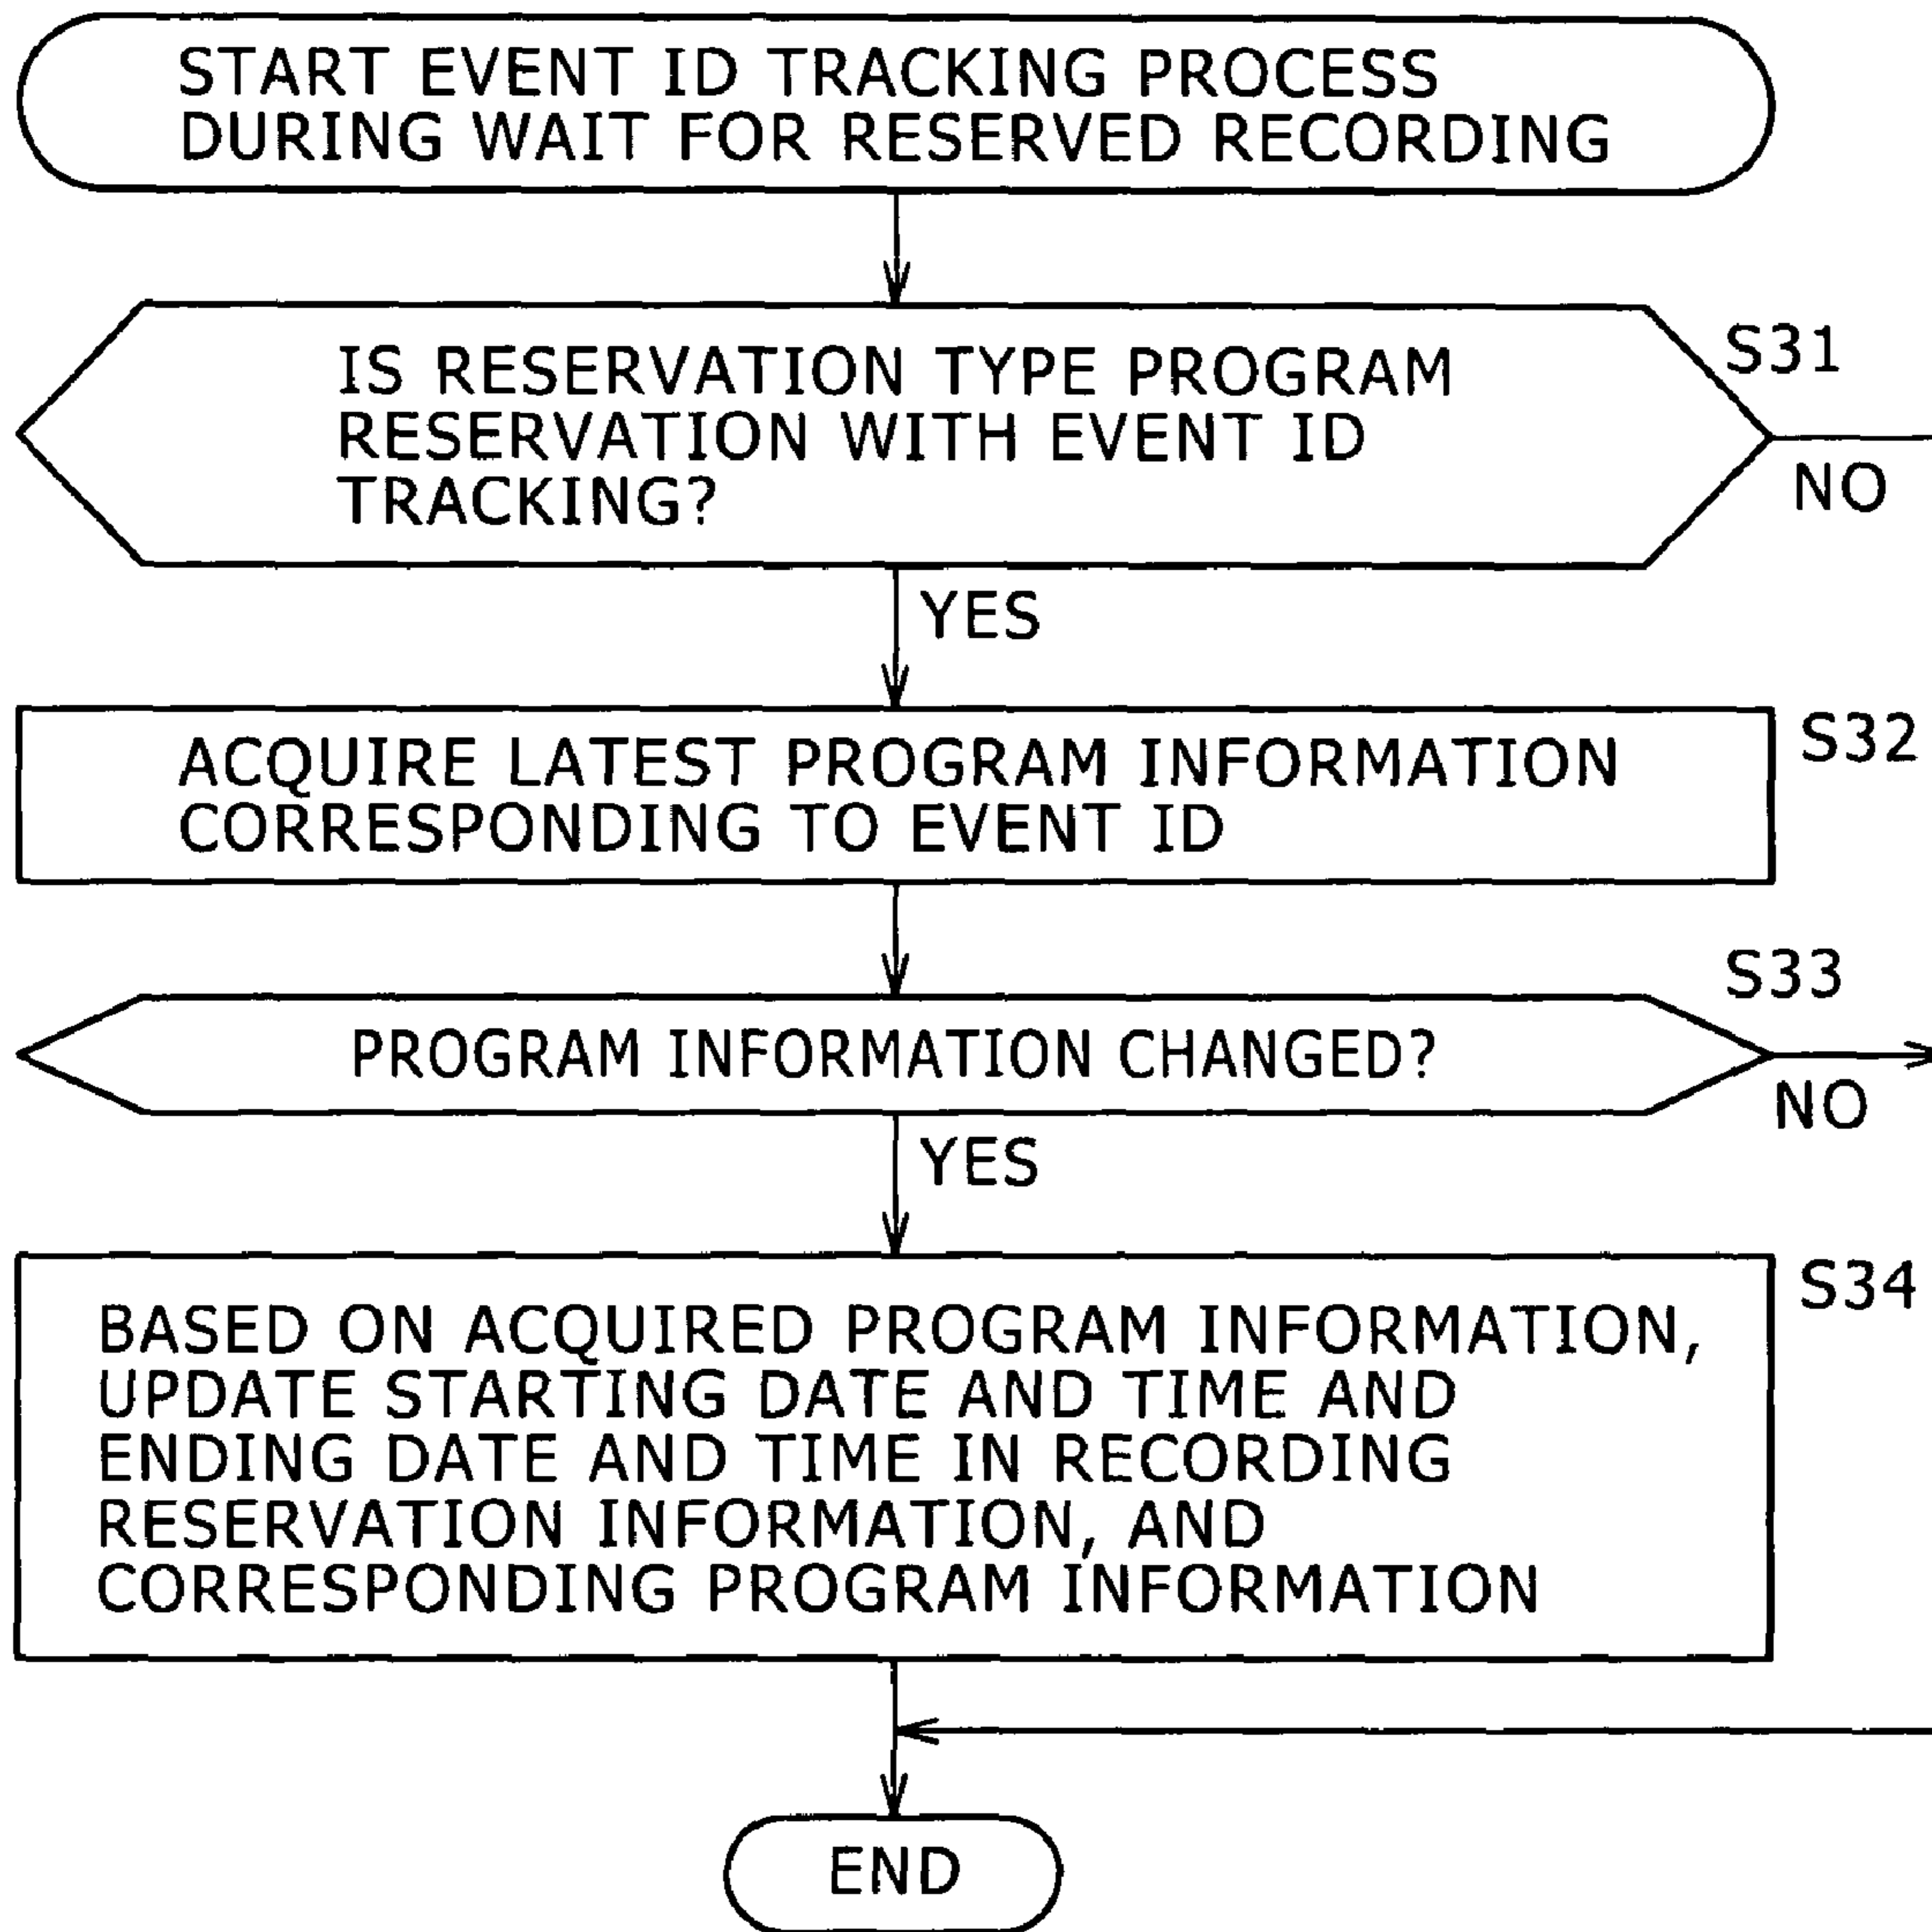 START EVENT ID TRACKING PROCESS
DURING WAIT FOR RESERVED RECORDING
IS RESERVATION TYPE PROGRAM
RESERVATION WITH EVENT ID
TRACKING?
S31
NO
YES
ACQUIRE LATEST PROGRAM INFORMATION
CORRESPONDING TO EVENT ID
S32
PROGRAM INFORMATION CHANGED?
S33
NO
YES
BASED ON ACQUIRED PROGRAM INFORMATION,
UPDATE STARTING DATE AND TIME AND
ENDING DATE AND TIME IN RECORDING
RESERVATION INFORMATION, AND
CORRESPONDING PROGRAM INFORMATION
S34
END